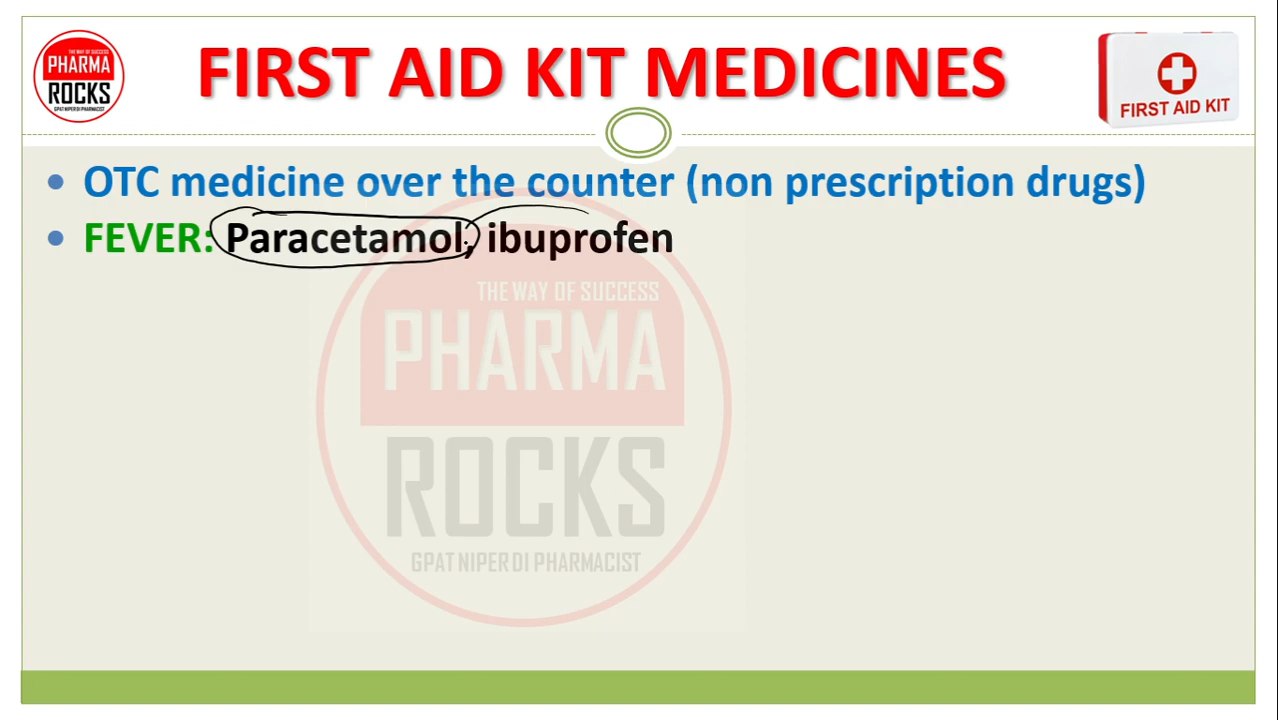 THE WAY OF SUCCESS
PHARMA
ROCKS
GPAT NIPER DI PHARMACIST
FIRST AID KIT MEDICINES
FIRST AID KIT
• OTC medicine over the counter (non prescription drugs)
• FEVER: Paracetamol, ibuprofen
THE WAY OF SUCCESS
PHARMA
ROCKS
GPAT NIPER DI PHARMACIST